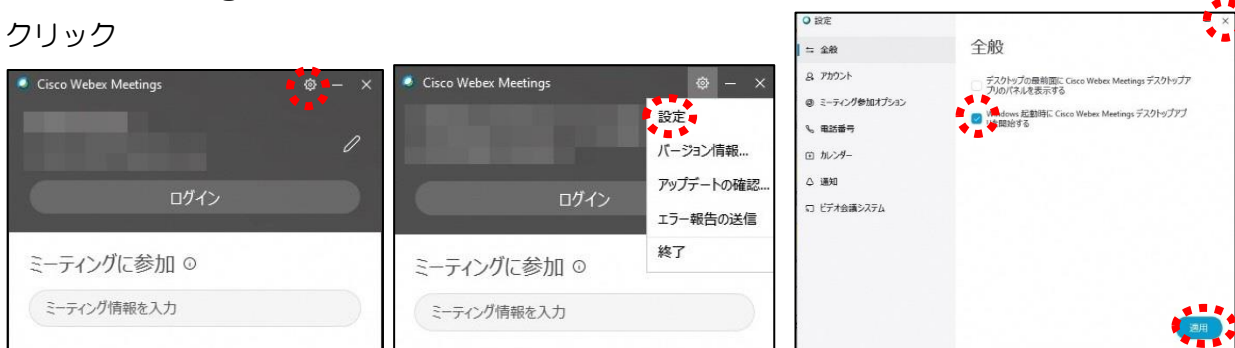 クリック
Cisco Webex Meetings
ログイン
ミーティングに参加
ミーティング情報を入力
Cisco Webex Meetings
設定
バージョン情報...
アップデートの確認...
エラー報告の送信
終了
ログイン
ミーティングに参加
ミーティング情報を入力
設定
全般
アカウント
ミーティング参加オプション
電話番号
カレンダー
通知
ビデオ会議システム
全般
デスクトップの最前面に Cisco Webex Meetings デスクトップア
プリのパネルを表示する
Windows 起動時に Cisco Webex Meetings デスクトップアプ
リを開始する
適用